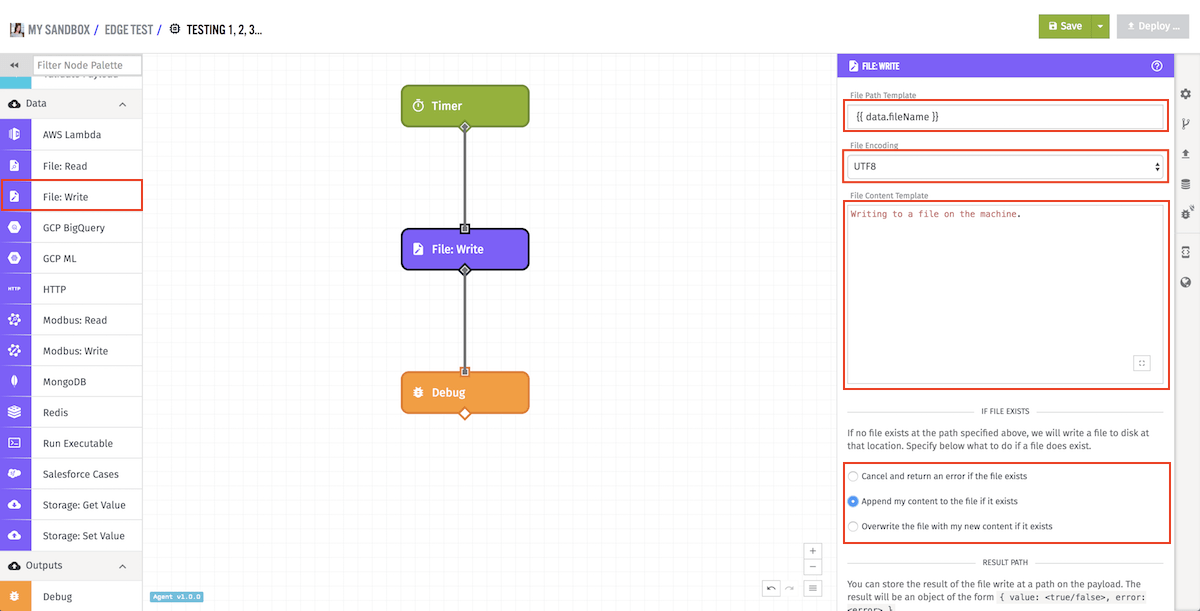 MY SANDBOX / EDGE TEST / TESTING 1, 2, 3...
Save
Deploy ...
Filter Node Palette
Validate Payload
Data
AWS Lambda
File: Read
File: Write
GCP BigQuery
GCP ML
HTTP HTTP
Modbus: Read
Modbus: Write
MongoDB
Redis
Run Executable
Salesforce Cases
Storage: Get Value
Storage: Set Value
Outputs
Debug
Timer
File: Write
Debug
Agent v1.0.0
+
−
FILE: WRITE
File Path Template
{{ data.fileName }}
File Encoding
UTF8
File Content Template
Writing to a file on the machine.
IF FILE EXISTS
If no file exists at the path specified above, we will write a file to disk at
that location. Specify below what to do if a file does exist.
Cancel and return an error if the file exists
Append my content to the file if it exists
Overwrite the file with my new content if it exists
RESULT PATH
You can store the result of the file write at a path on the payload. The
result will be an object of the form { value: <true/false>, error:
<error> }